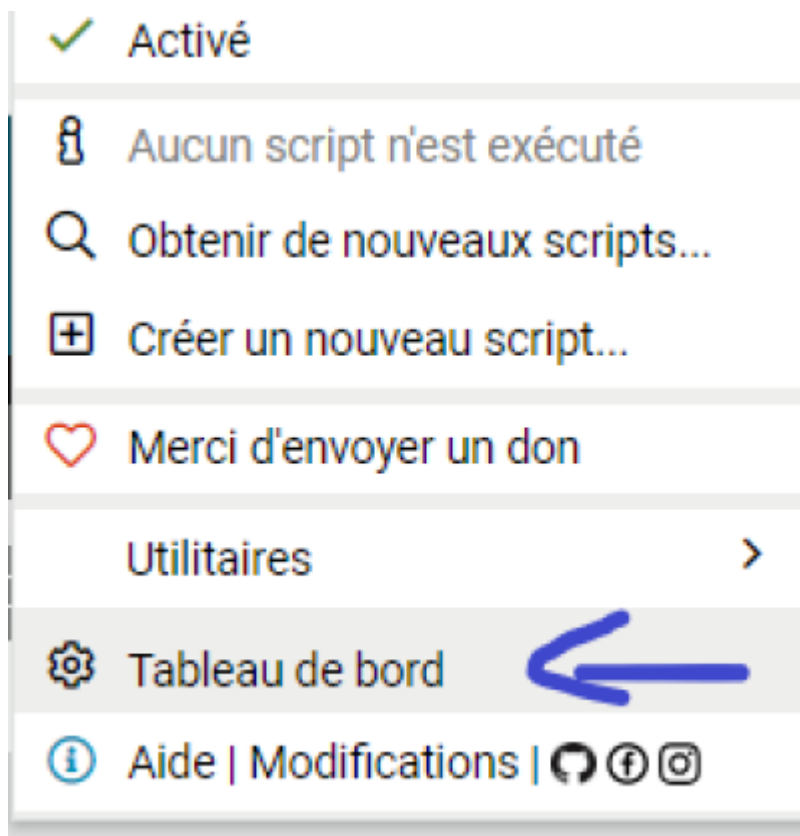 Activé
Aucun script n'est exécuté
Obtenir de nouveaux scripts...
Créer un nouveau script...
Merci d'envoyer un don
Utilitaires
Tableau de bord
Aide | Modifications |